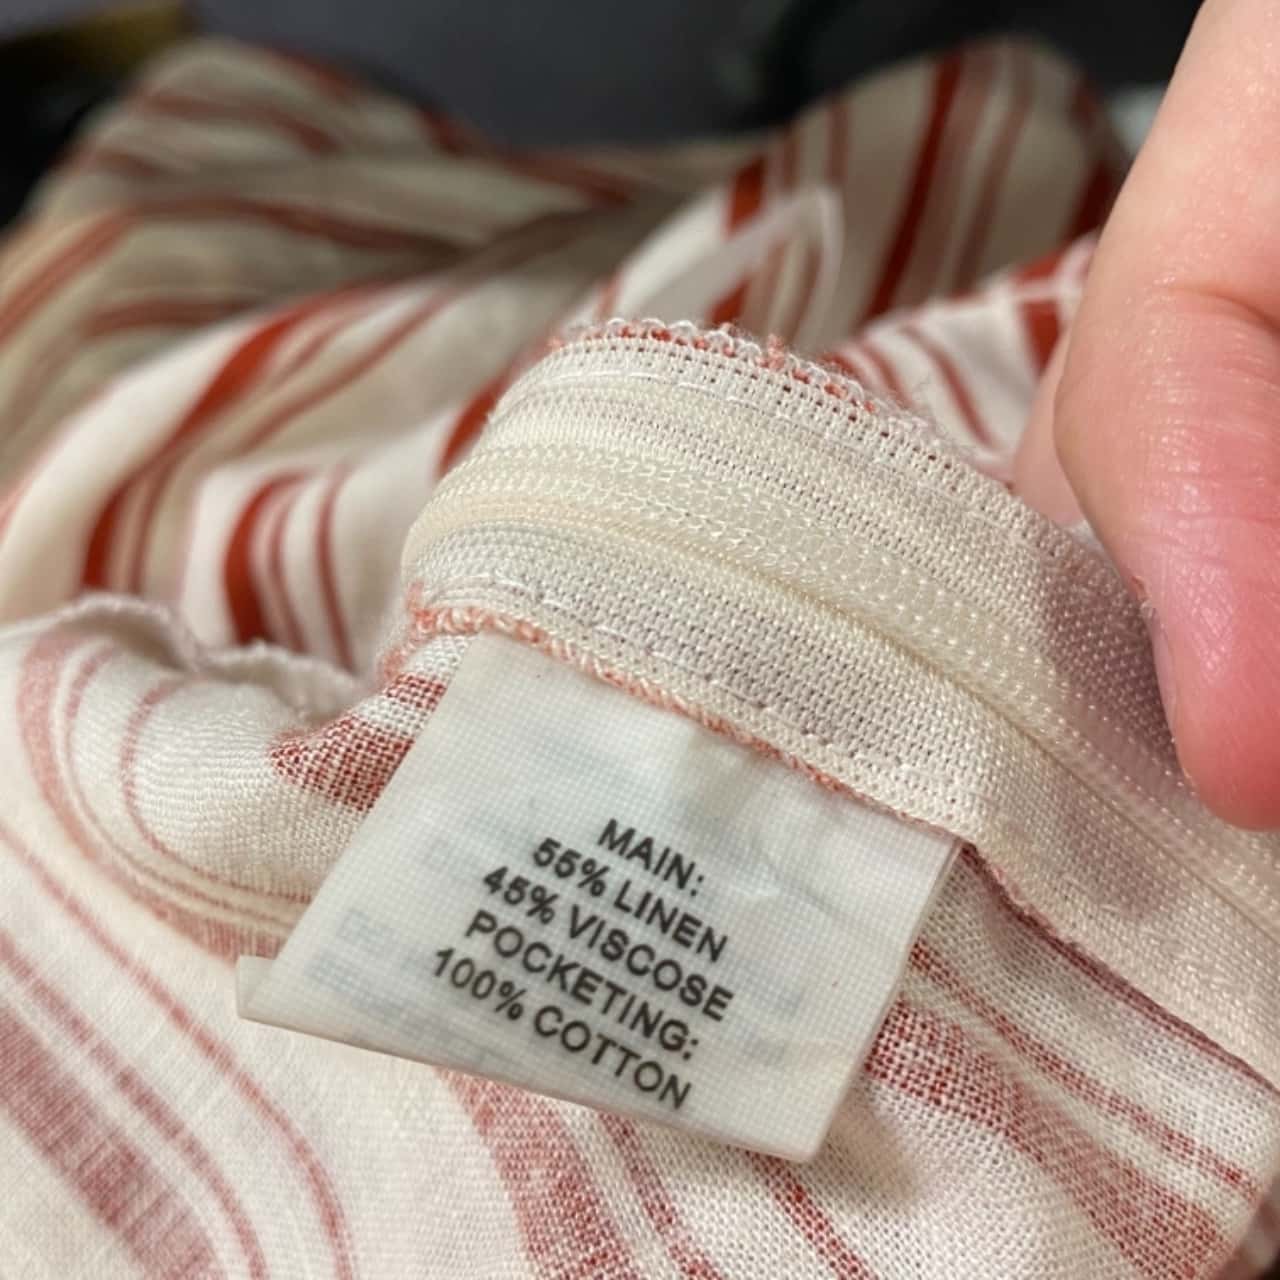 MAIN:
55% LINEN
45% VISCOSE
POCKETING:
100% COTTON